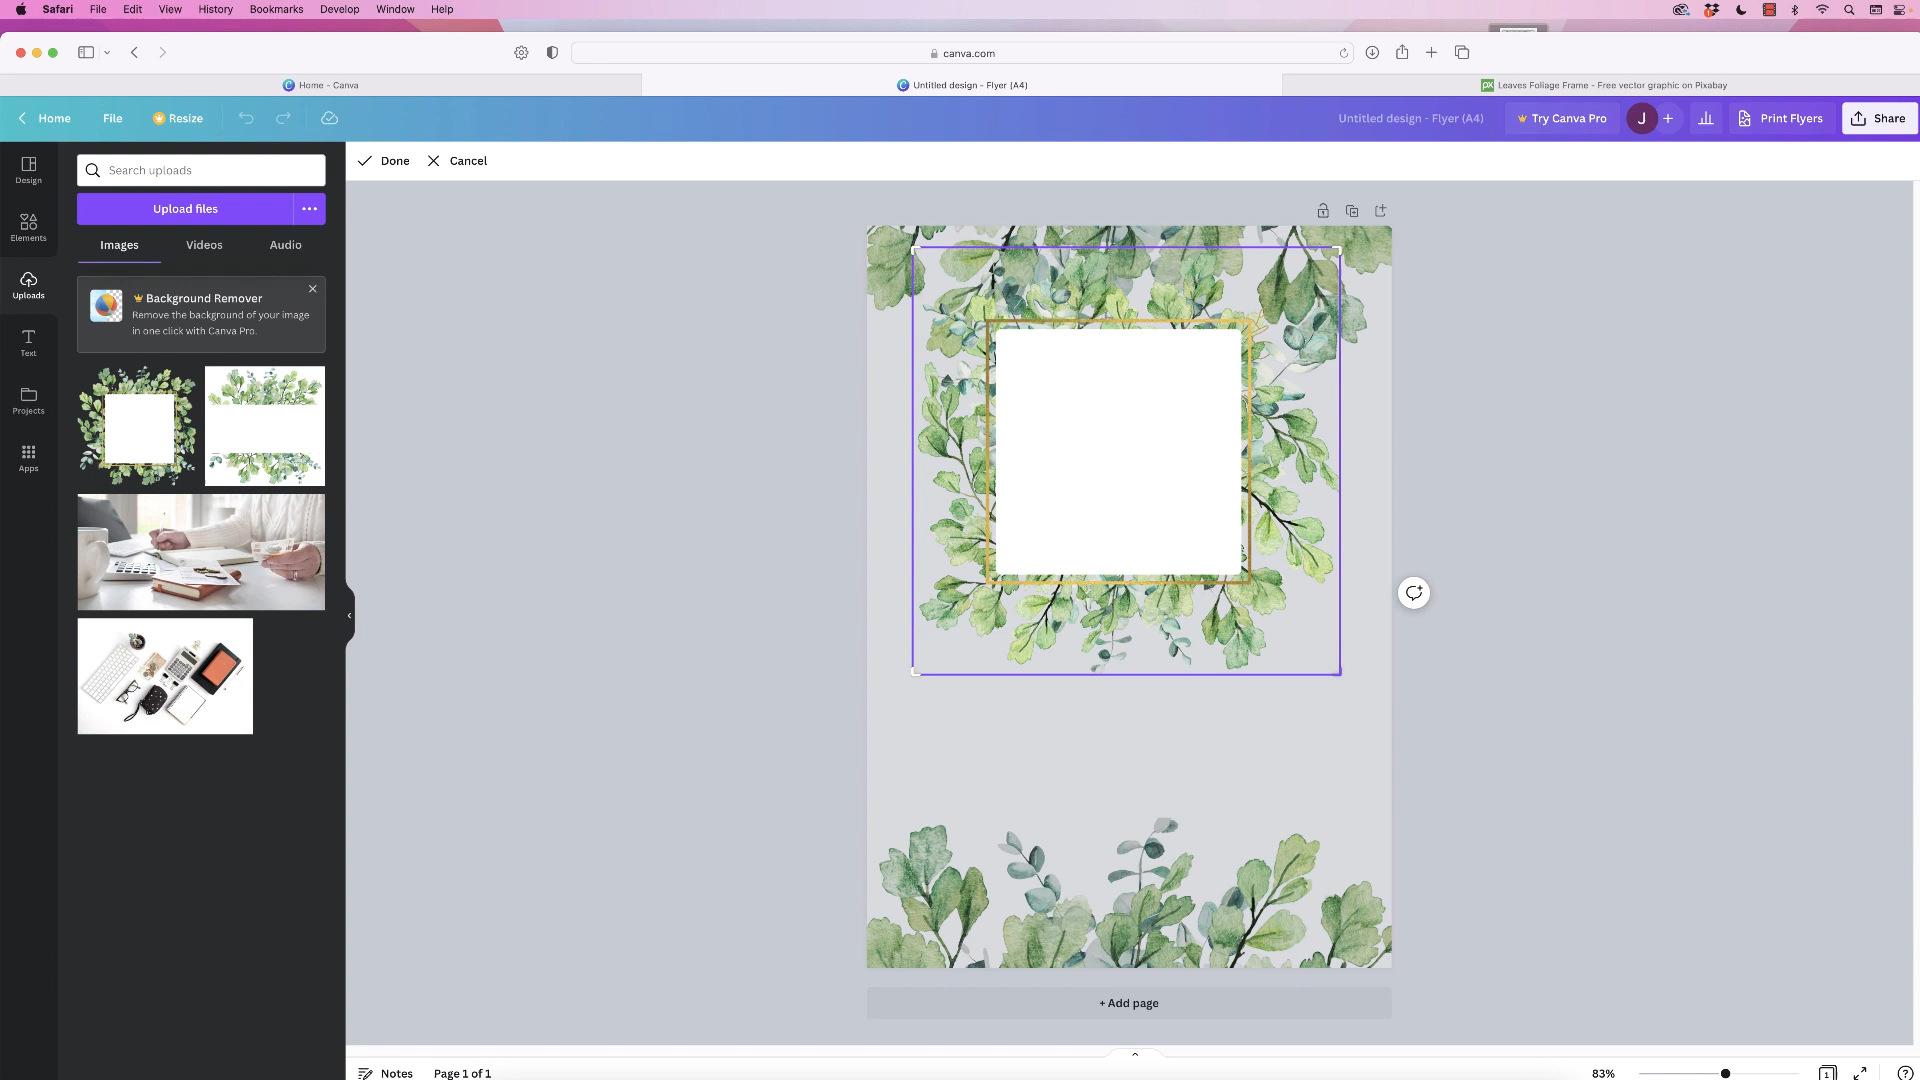 Safari File Edit View History Bookmarks Develop Window Help
canva.com
Home - Canva
Untitled design - Flyer (A4)
Leaves Foliage Frame - Free vector graphic on Pixabay
Home File Resize
Untitled design - Flyer (A4) Try Canva Pro J Print Flyers Share
Design
Elements
Uploads
Text
Projects
Apps
Search uploads
Upload files
Images Videos Audio
Background Remover
Remove the background of your image
in one click with Canva Pro.
Done Cancel
+ Add page
Notes Page 1 of 1
83% 1